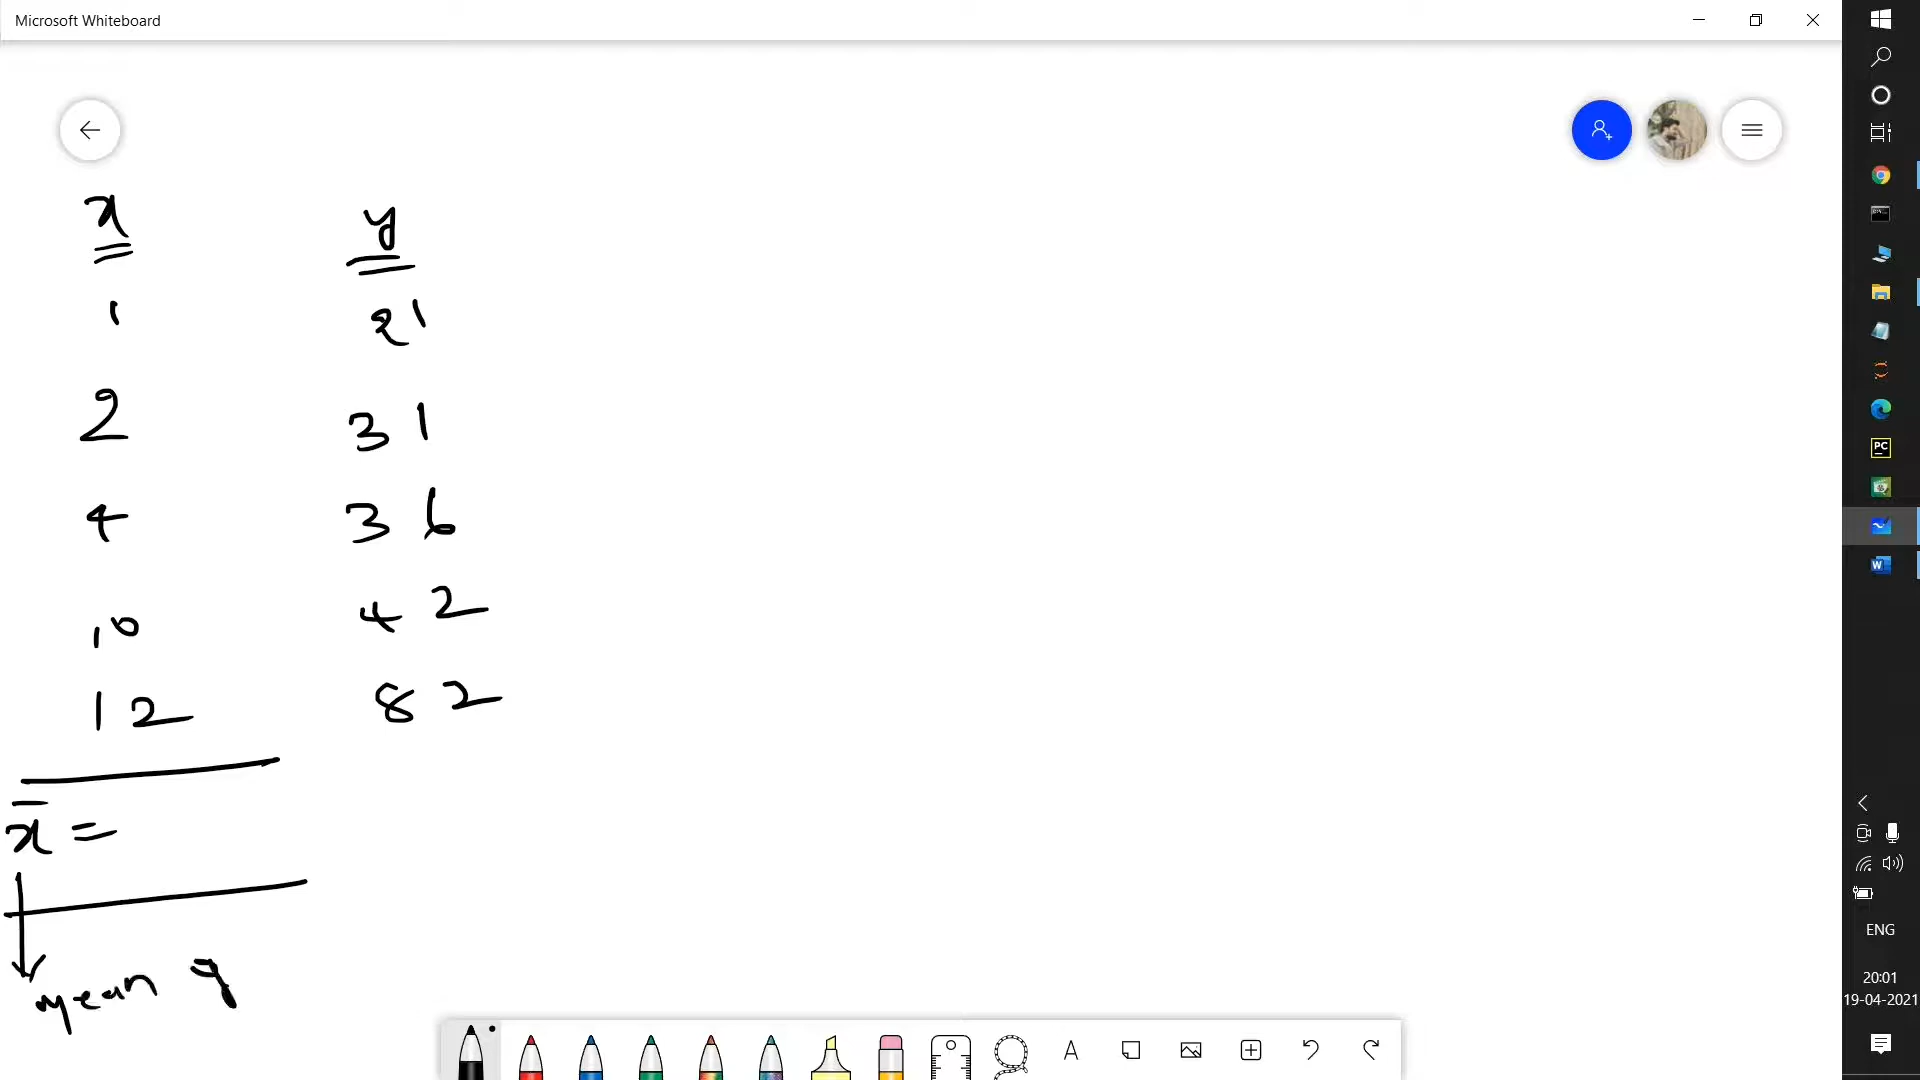 Microsoft Whiteboard
x y
1 21
2 31
4 36
10 42
12 82
x̄ =
mean
A
PC
W
ENG
20:01
19-04-2021